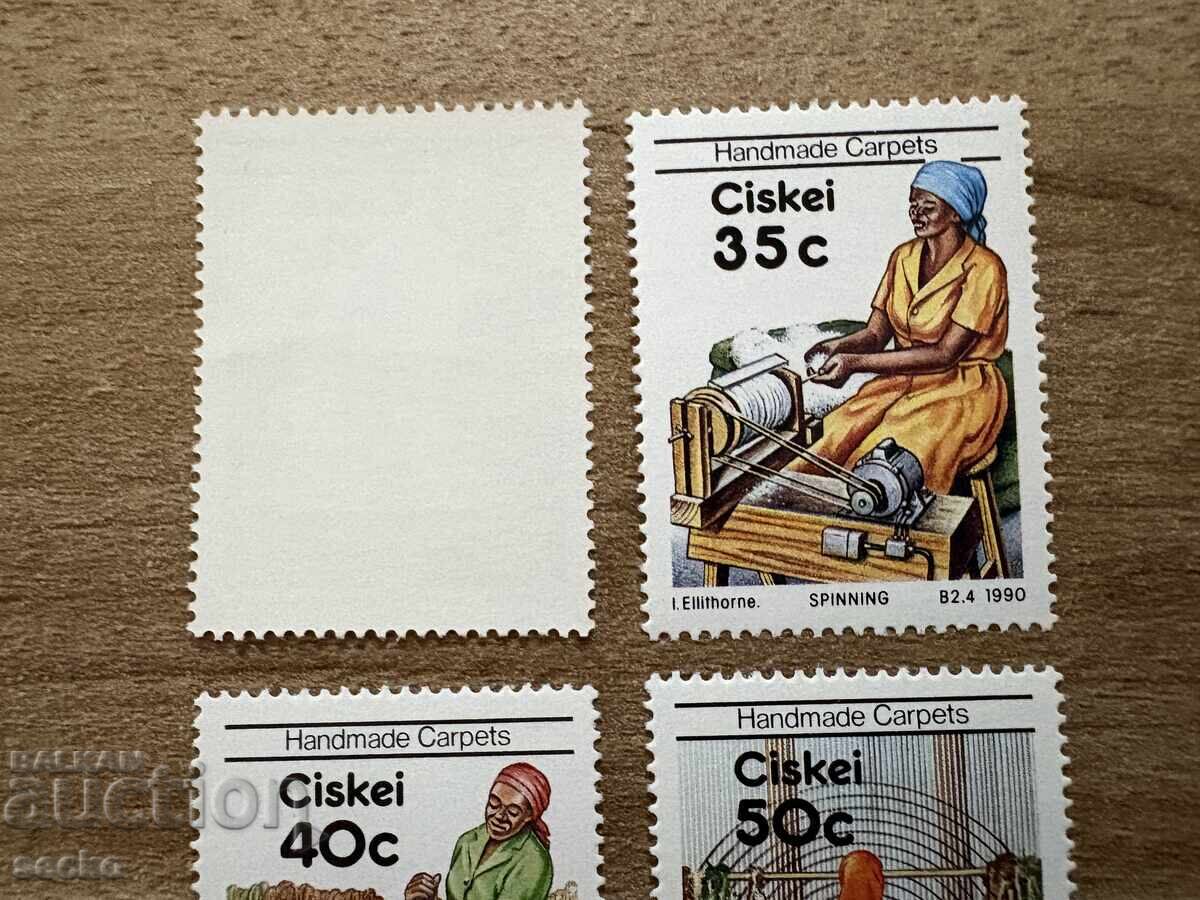 Handmade Carpets
Ciskei
35c
I. Ellithorne. SPINNING B2.4 1990
Handmade Carpets
Ciskei
40c
Handmade Carpets
Ciskei
50c
BALKAN
auction
secko